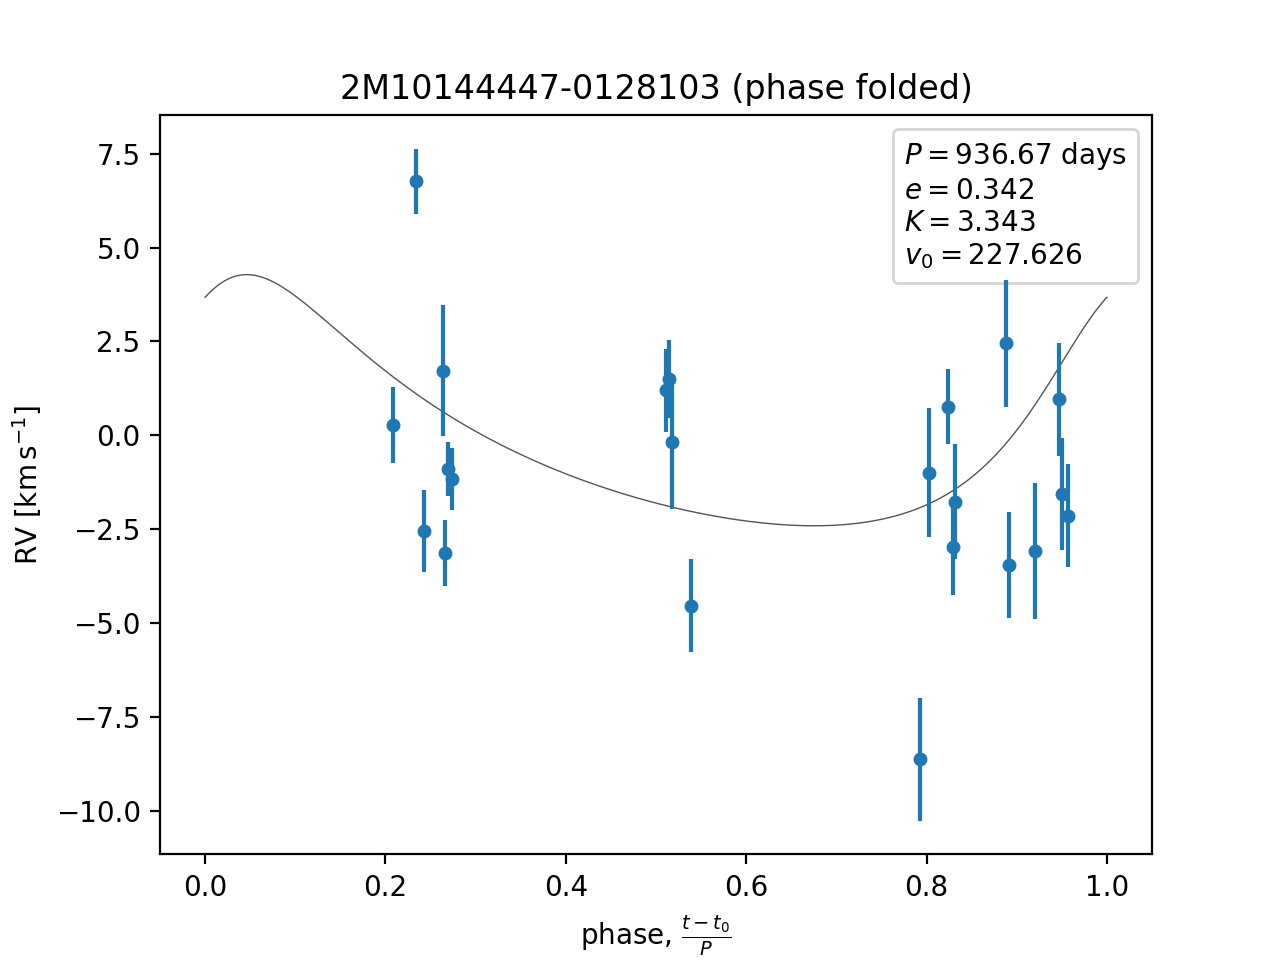 2M10144447-0128103 (phase folded)
P = 936.67 days
e = 0.342
K = 3.343
v₀ = 227.626
7.5
5.0
2.5
0.0
−2.5
−5.0
−7.5
−10.0
RV [km s⁻¹]
0.0 0.2 0.4 0.6 0.8 1.0
phase, (t − t₀)/P